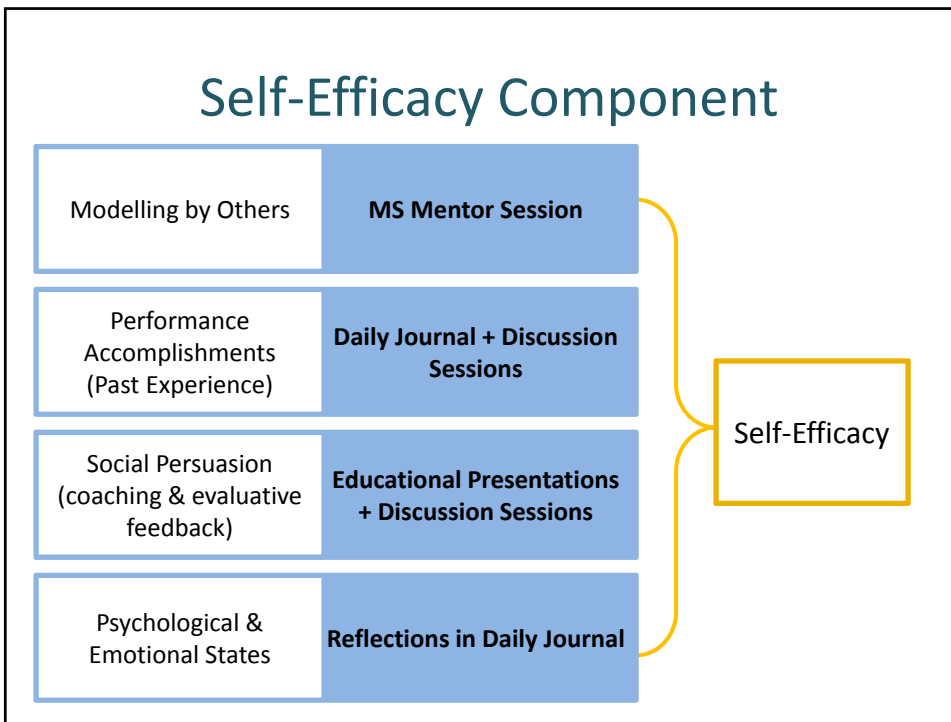 Self-Efficacy Component
Modelling by Others
MS Mentor Session
Performance
Accomplishments
(Past Experience)
Daily Journal + Discussion
Sessions
Social Persuasion
(coaching & evaluative
feedback)
Educational Presentations
+ Discussion Sessions
Psychological &
Emotional States
Reflections in Daily Journal
Self-Efficacy